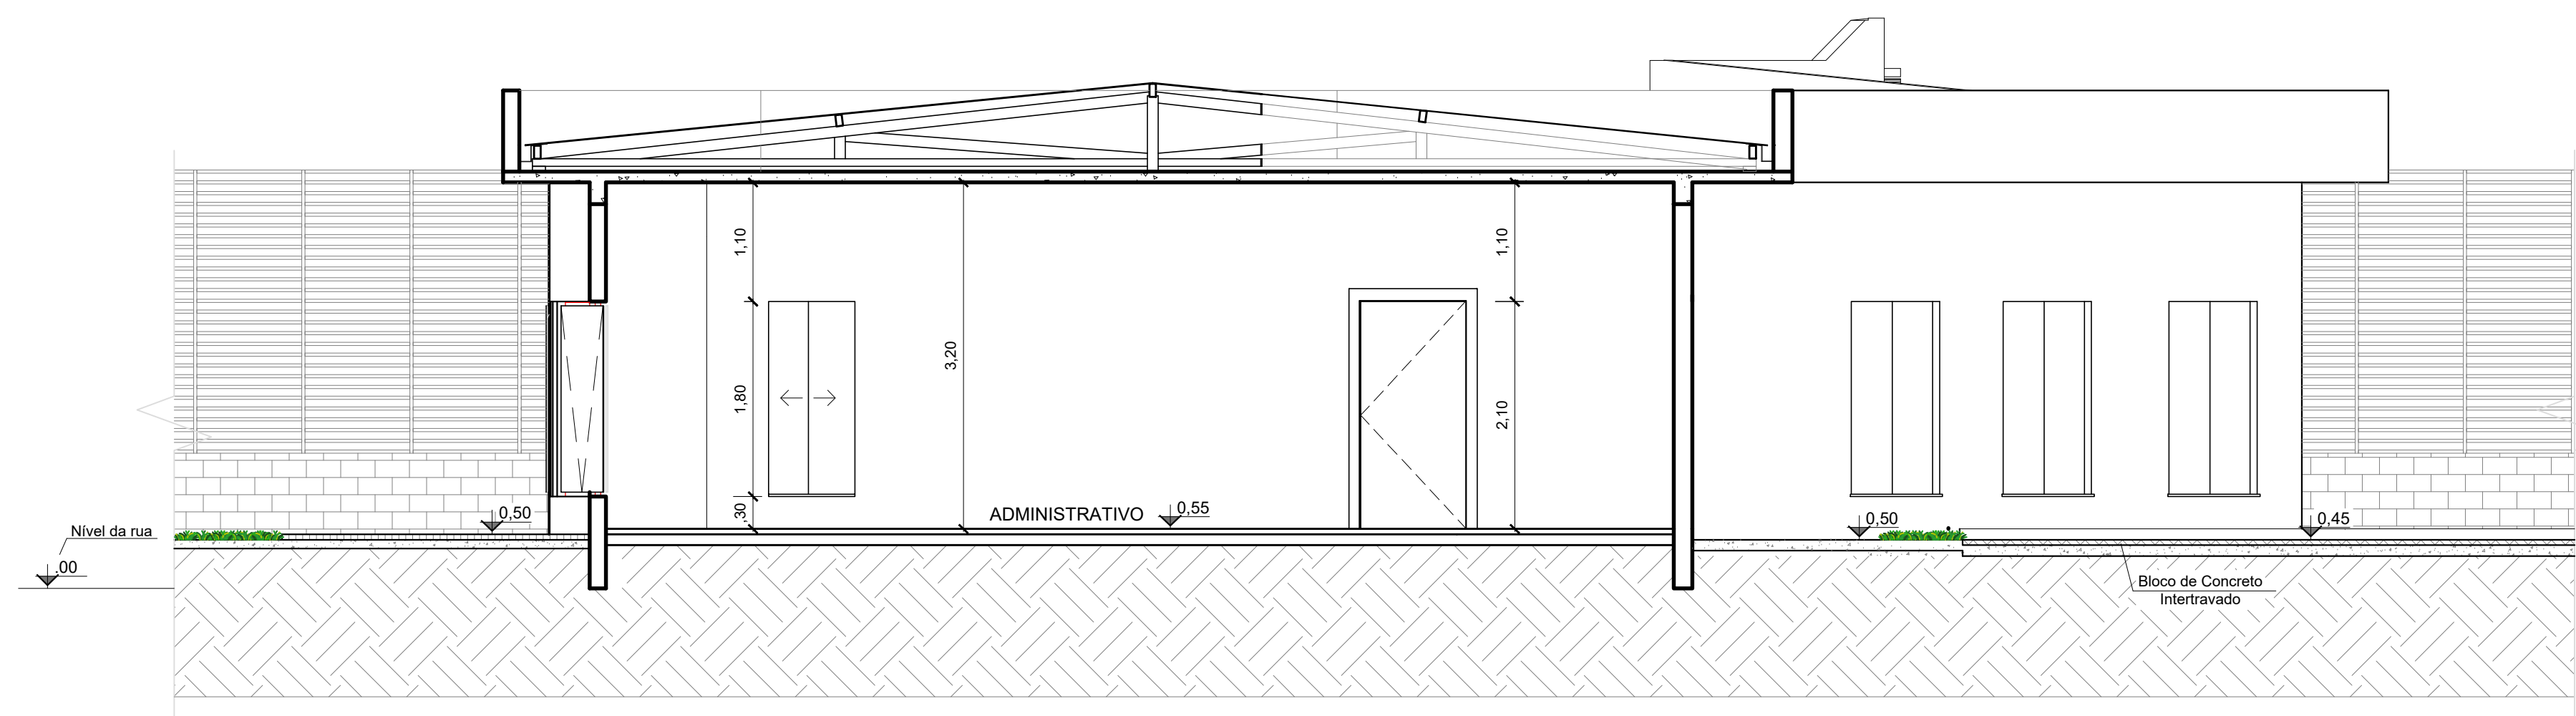 1,10
1,10
3,20
1,80
2,10
,30
ADMINISTRATIVO
0,55
0,50
0,50
0,45
Nível da rua
.00
Bloco de Concreto
Intertravado